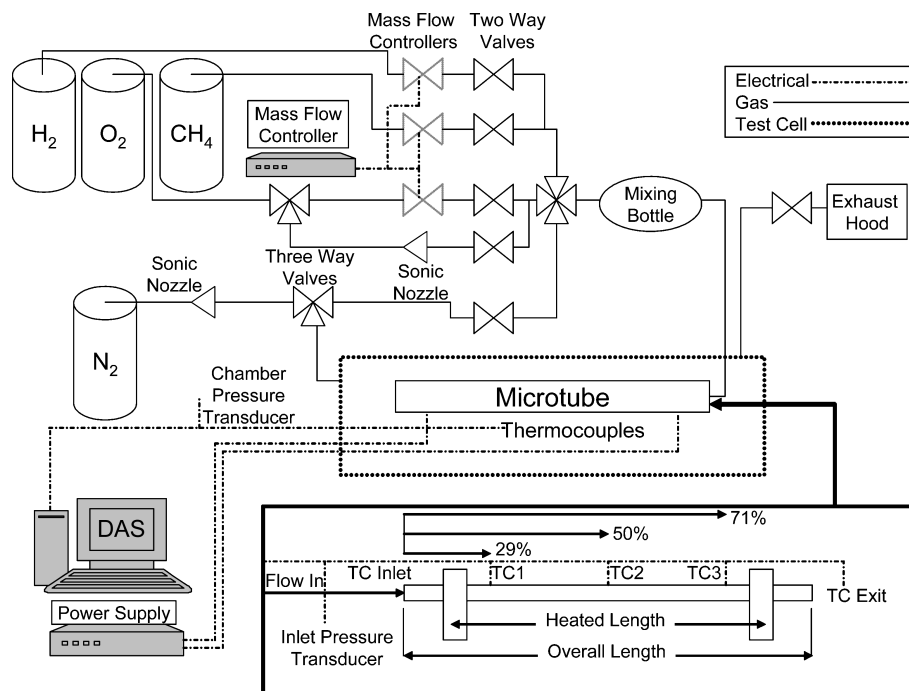 Mass Flow
Controllers
Two Way
Valves
Electrical
Gas
Test Cell
H2
O2
CH4
Mass Flow
Controller
Mixing
Bottle
Exhaust
Hood
Three Way
Valves
Sonic
Nozzle
Sonic
Nozzle
N2
Chamber
Pressure
Transducer
Microtube
Thermocouples
DAS
Power Supply
71%
50%
29%
Flow In
TC Inlet
TC1
TC2
TC3
TC Exit
Inlet Pressure
Transducer
Heated Length
Overall Length